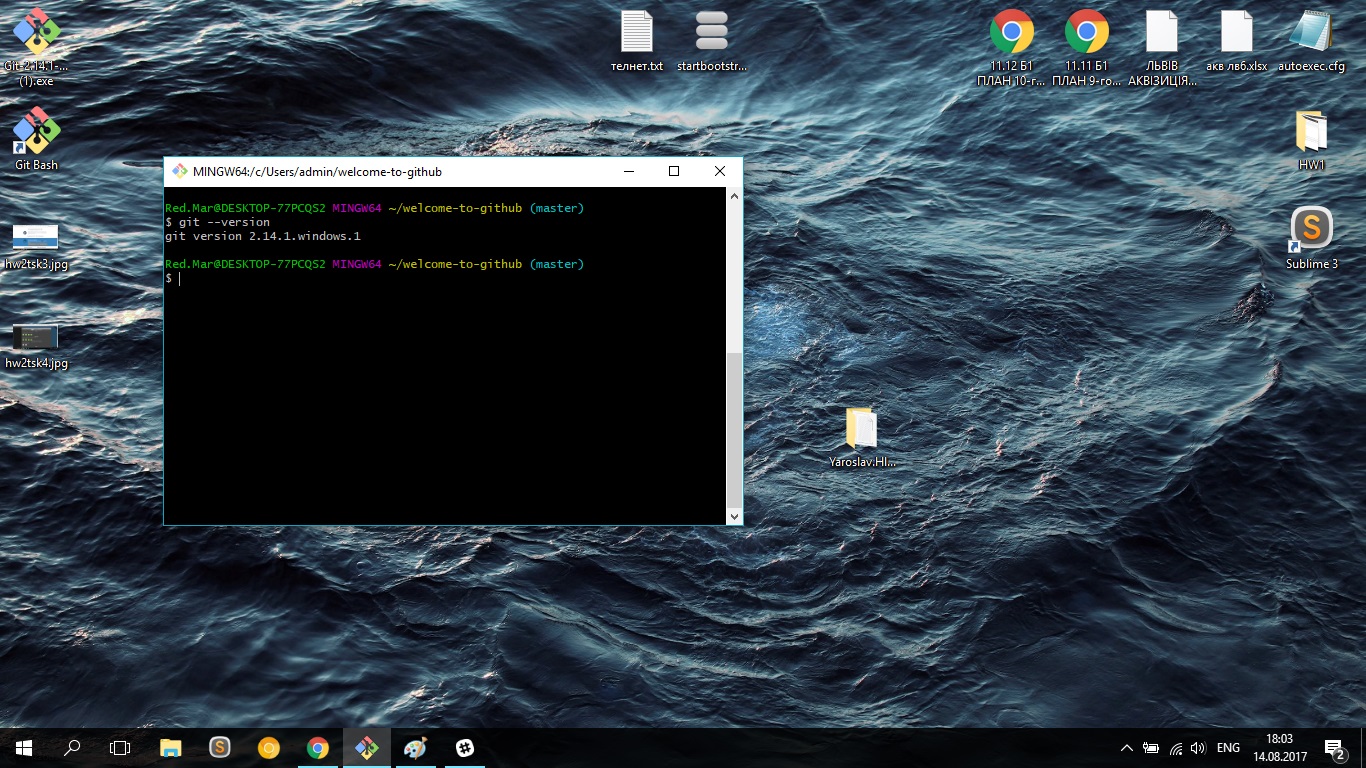 Git-2.14.1-...
(1).exe
телнет.txt
startbootstr...
11.12 Б1
ПЛАН 10-г...
11.11 Б1
ПЛАН 9-го...
ЛЬВІВ
АКВІЗИЦІЯ...
акв лв6.xlsx
autoexec.cfg
Git Bash
HW1
MINGW64:/c/Users/admin/welcome-to-github
Red.Mar@DESKTOP-77PCQS2 MINGW64 ~/welcome-to-github (master)
$ git --version
git version 2.14.1.windows.1
Red.Mar@DESKTOP-77PCQS2 MINGW64 ~/welcome-to-github (master)
$
hw2tsk3.jpg
S
Sublime 3
hw2tsk4.jpg
Yaroslav.HI...
S
ENG
18:03
14.08.2017
2